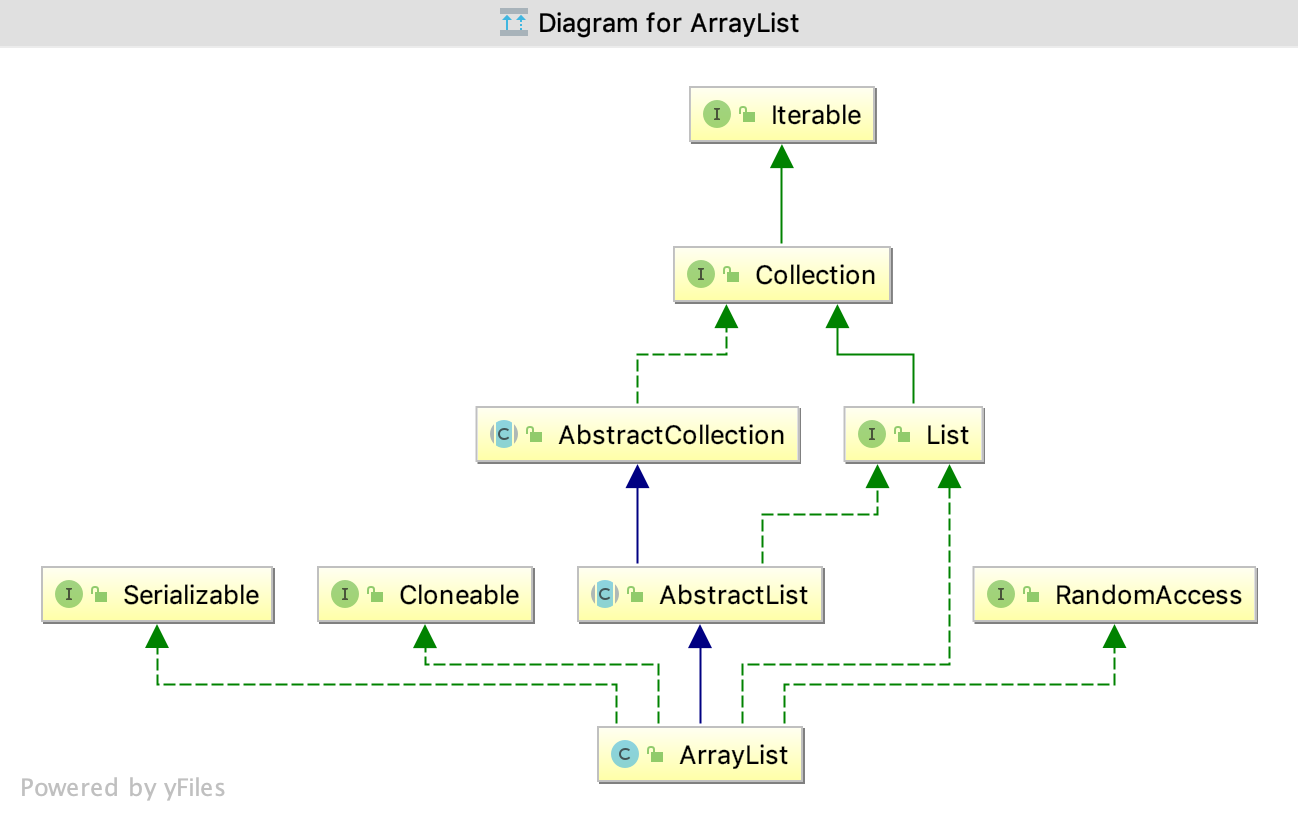 Diagram for ArrayList
I Iterable
I Collection
C AbstractCollection
I List
I Serializable
I Cloneable
C AbstractList
I RandomAccess
C ArrayList
Powered by yFiles